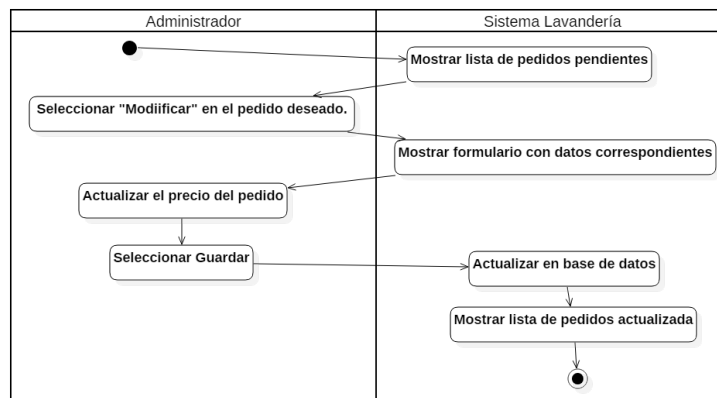 Administrador
Sistema Lavandería
Mostrar lista de pedidos pendientes
Seleccionar "Modiificar" en el pedido deseado.
Mostrar formulario con datos correspondientes
Actualizar el precio del pedido
Seleccionar Guardar
Actualizar en base de datos
Mostrar lista de pedidos actualizada